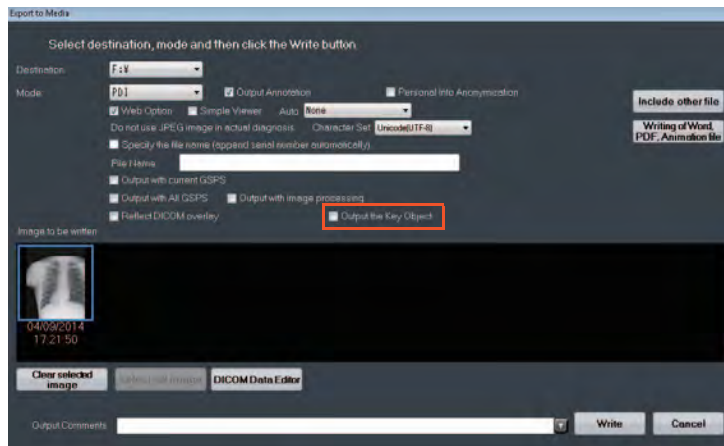 Export to Media
Select destination, mode and then click the Write button
Destination F:¥
Mode PDI Output Annotation Personal Info Anonymization
Include other file
Web Option Simple Viewer Auto None
Do not use JPEG image in actual diagnosis. Character Set Unicode(UTF-8)
Writing of Word,
PDF, Animation file
Specify the file name (append serial number automatically)
File Name
Output with current GSPS
Output with All GSPS Output with image processing
Reflect DICOM overlay Output the Key Object
Image to be written
04/09/2014
17:21:50
Clear selected
image
DICOM Data Editor
Output Comments Write Cancel